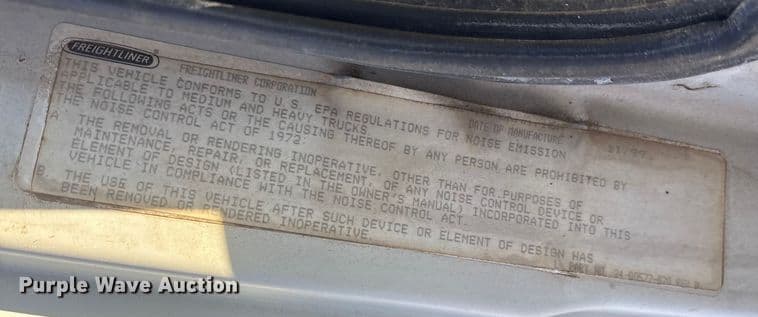 FREIGHTLINER
FREIGHTLINER CORPORATION
DATE OF MANUFACTURE
THIS VEHICLE CONFORMS TO U.S. EPA REGULATIONS FOR NOISE EMISSION
APPLICABLE TO MEDIUM AND HEAVY TRUCKS
THE FOLLOWING ACTS OR THE CAUSING THEREOF BY ANY PERSON ARE PROHIBITED BY
THE NOISE CONTROL ACT OF 1972:
A. THE REMOVAL OR RENDERING INOPERATIVE, OTHER THAN FOR PURPOSES OF
MAINTENANCE, REPAIR, OR REPLACEMENT, OF ANY NOISE CONTROL DEVICE OR
ELEMENT OF DESIGN (LISTED IN THE OWNER'S MANUAL) INCORPORATED INTO THIS
VEHICLE IN COMPLIANCE WITH THE NOISE CONTROL ACT.
B. THE USE OF THIS VEHICLE AFTER SUCH DEVICE OR ELEMENT OF DESIGN HAS
BEEN REMOVED OR RENDERED INOPERATIVE.
PART NO.
Purple Wave Auction